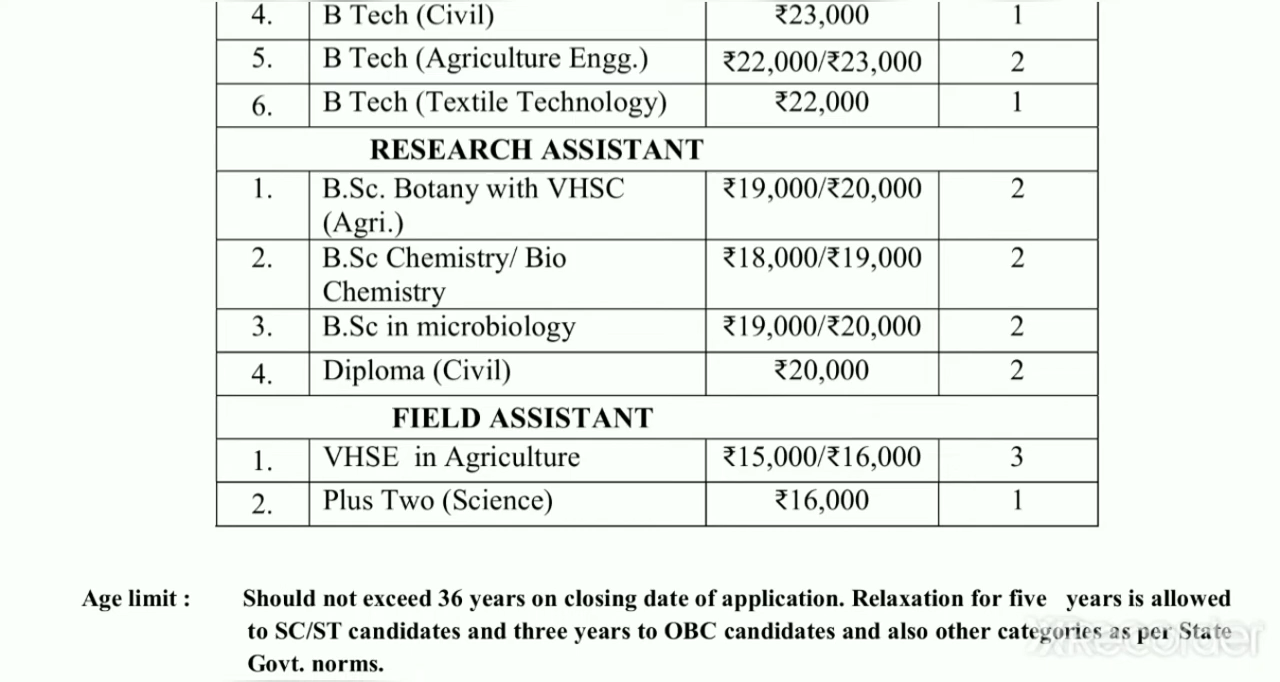 4. B Tech (Civil) ₹23,000 1
5. B Tech (Agriculture Engg.) ₹22,000/₹23,000 2
6. B Tech (Textile Technology) ₹22,000 1
RESEARCH ASSISTANT
1. B.Sc. Botany with VHSC ₹19,000/₹20,000 2
(Agri.)
2. B.Sc Chemistry/ Bio ₹18,000/₹19,000 2
Chemistry
3. B.Sc in microbiology ₹19,000/₹20,000 2
4. Diploma (Civil) ₹20,000 2
FIELD ASSISTANT
1. VHSE in Agriculture ₹15,000/₹16,000 3
2. Plus Two (Science) ₹16,000 1
Age limit : Should not exceed 36 years on closing date of application. Relaxation for five years is allowed
to SC/ST candidates and three years to OBC candidates and also other categories as per State
Govt. norms.
XRecorder